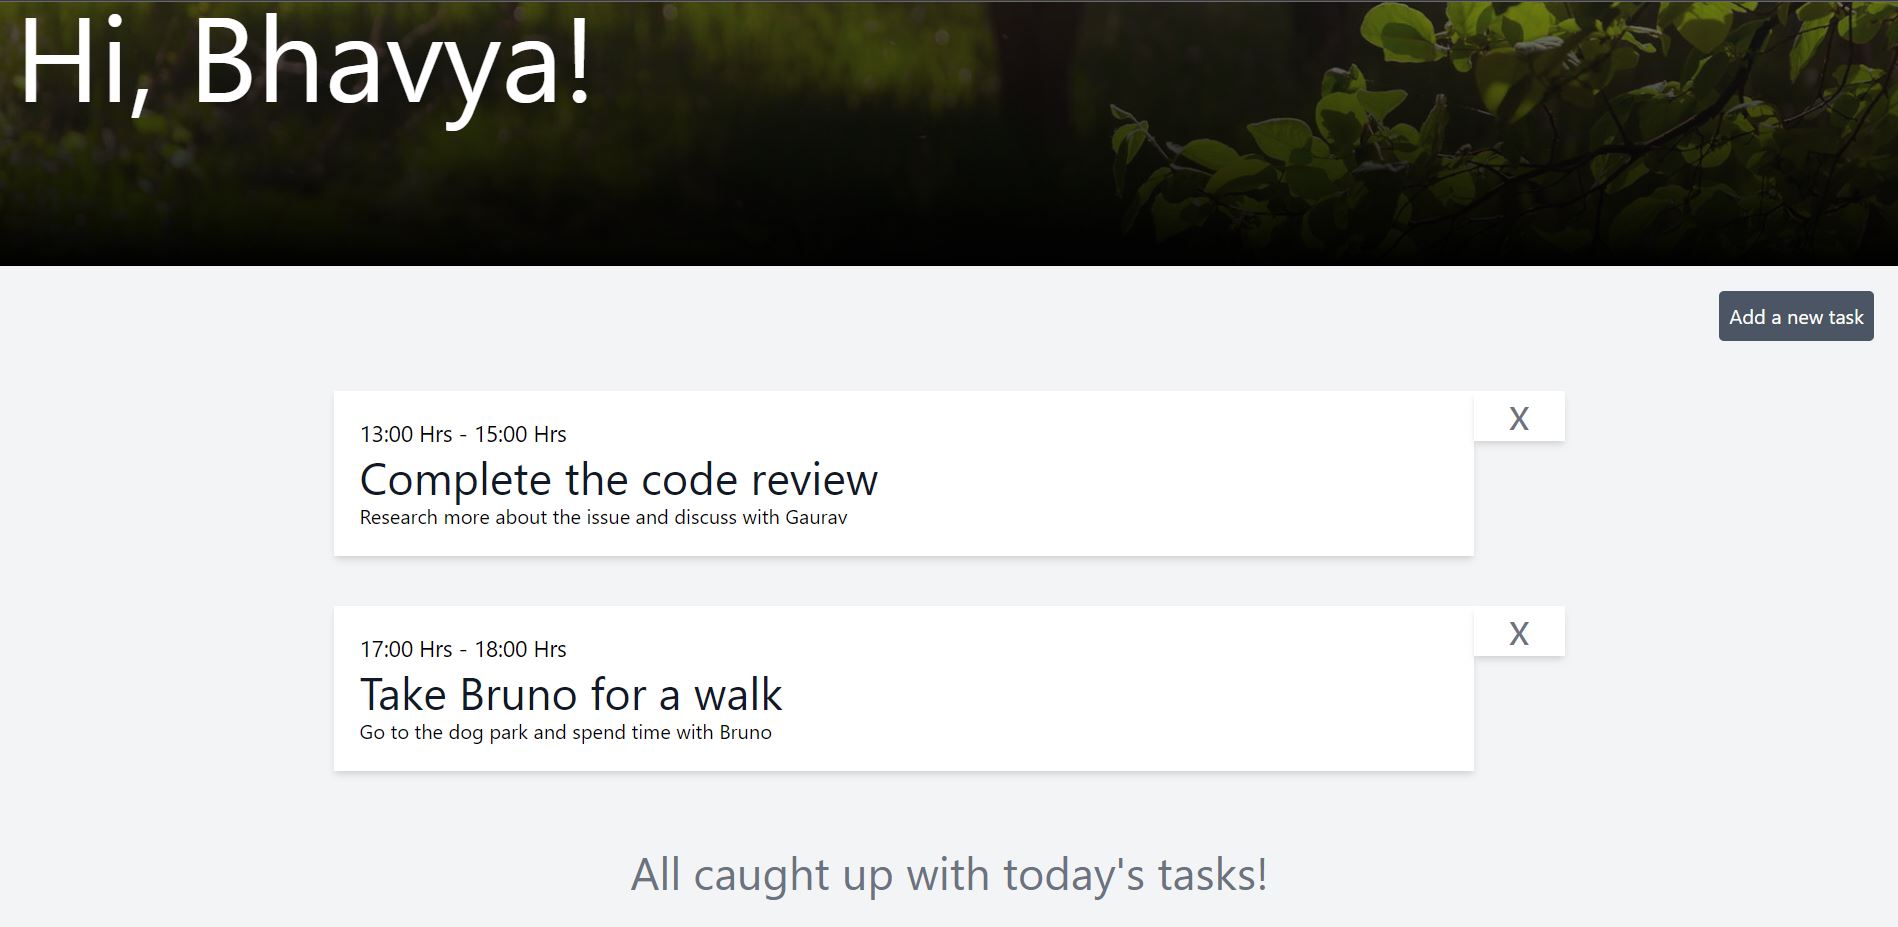 Hi, Bhavya!
Add a new task
13:00 Hrs - 15:00 Hrs
X
Complete the code review
Research more about the issue and discuss with Gaurav
17:00 Hrs - 18:00 Hrs
X
Take Bruno for a walk
Go to the dog park and spend time with Bruno
All caught up with today's tasks!